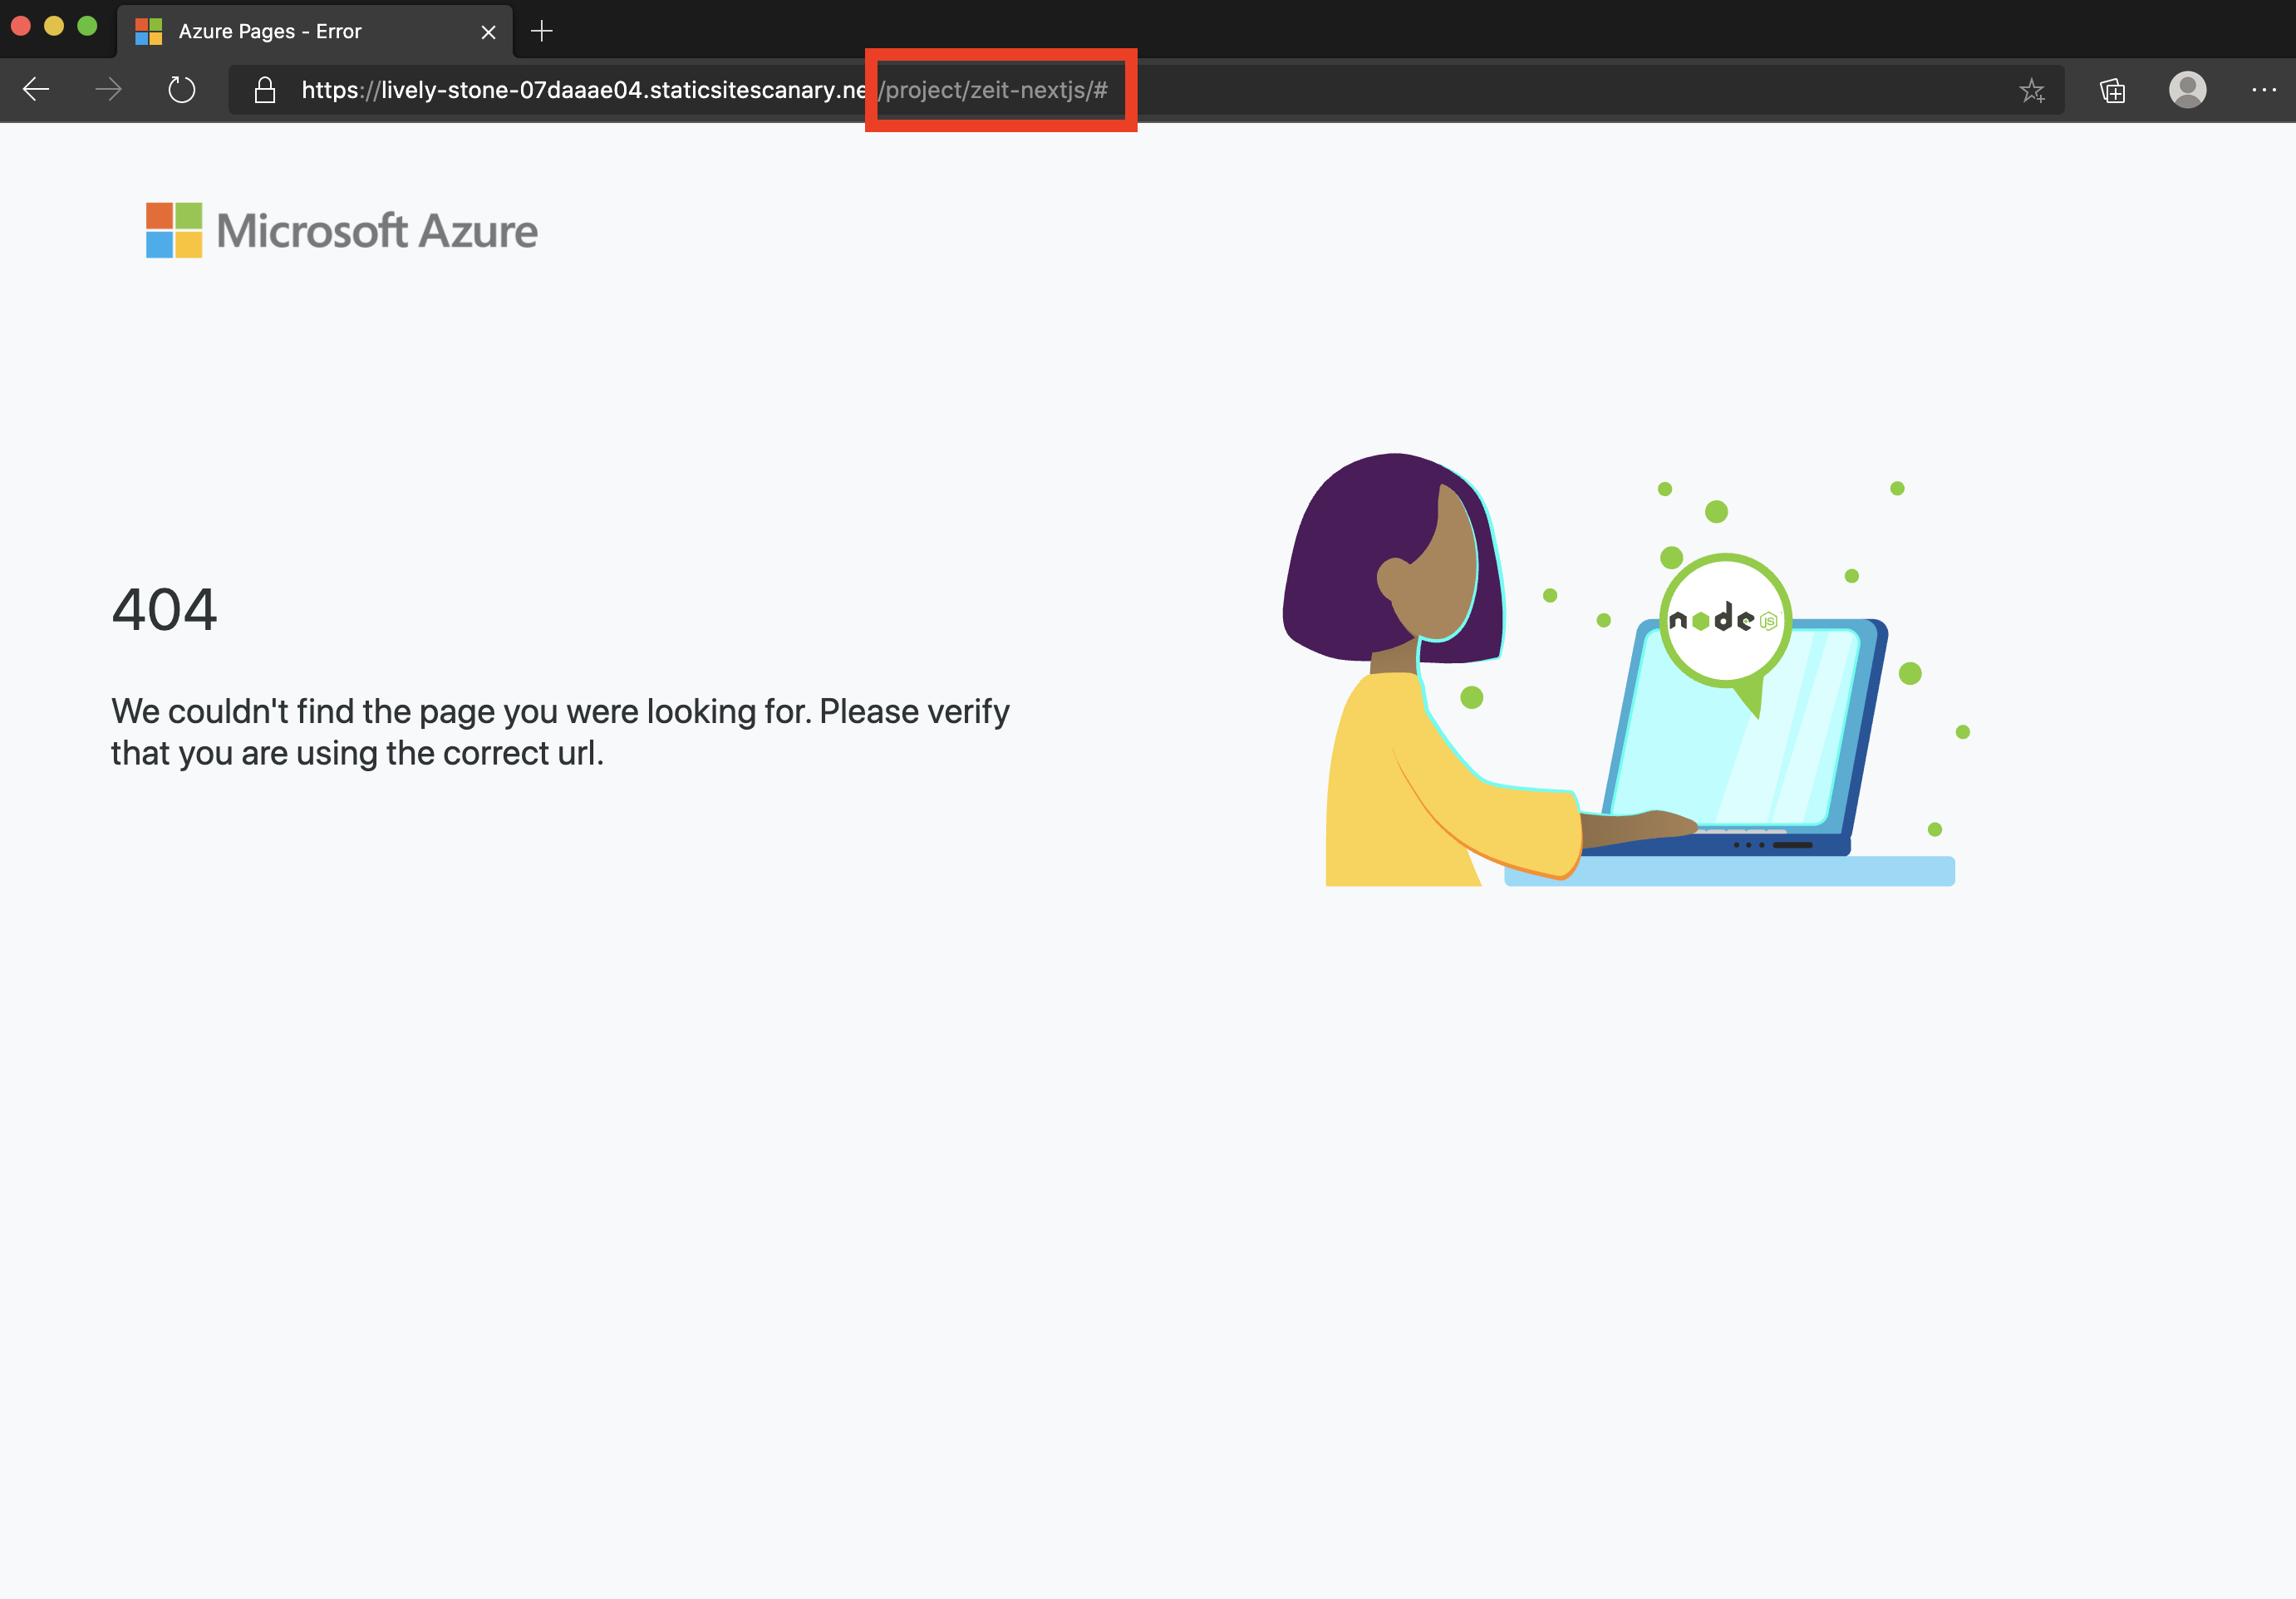 Azure Pages - Error
https://lively-stone-07daaae04.staticsitescanary.ne/project/zeit-nextjs/#
Microsoft Azure
404
We couldn't find the page you were looking for. Please verify
that you are using the correct url.
node JS